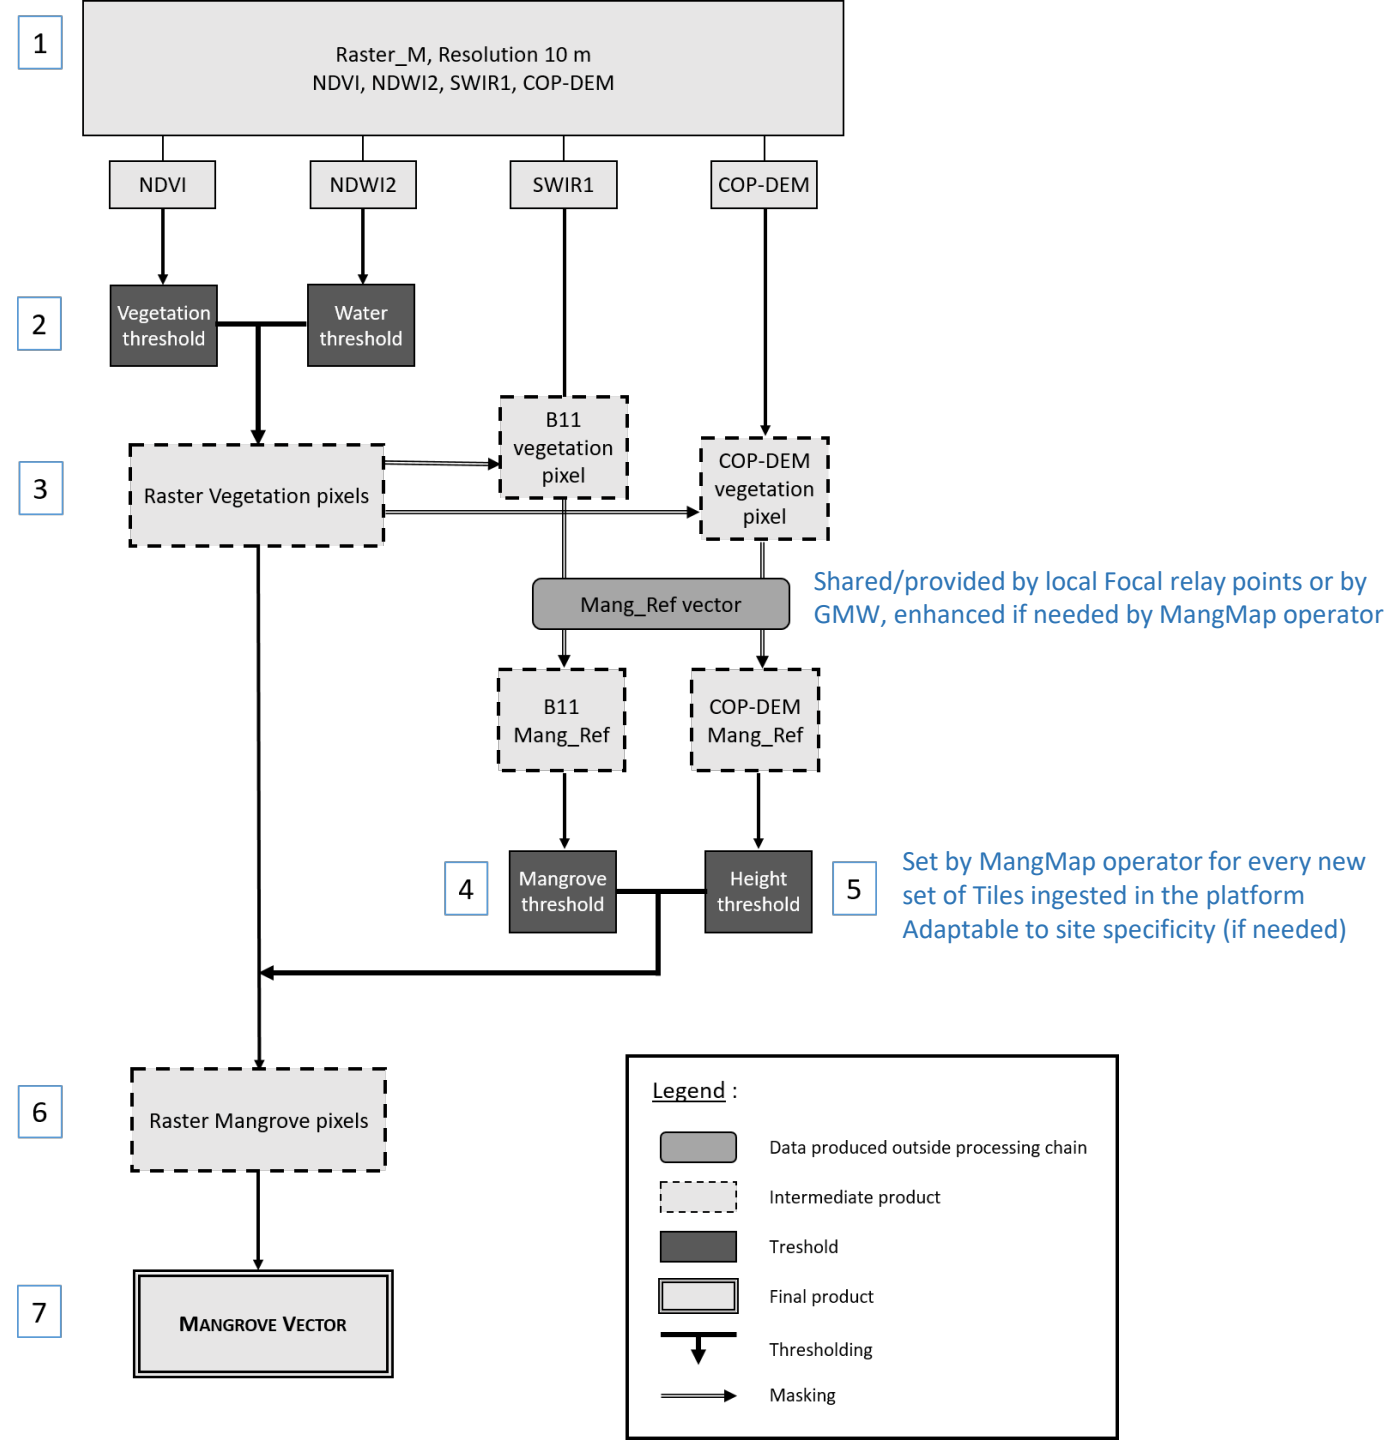 1
Raster_M, Resolution 10 m
NDVI, NDWI2, SWIR1, COP-DEM
NDVI
NDWI2
SWIR1
COP-DEM
2
Vegetation
threshold
Water
threshold
3
Raster Vegetation pixels
B11
vegetation
pixel
COP-DEM
vegetation
pixel
Mang_Ref vector
Shared/provided by local Focal relay points or by
GMW, enhanced if needed by MangMap operator
B11
Mang_Ref
COP-DEM
Mang_Ref
4
Mangrove
threshold
Height
threshold
5
Set by MangMap operator for every new
set of Tiles ingested in the platform
Adaptable to site specificity (if needed)
6
Raster Mangrove pixels
7
MANGROVE VECTOR
Legend :
Data produced outside processing chain
Intermediate product
Treshold
Final product
Thresholding
Masking